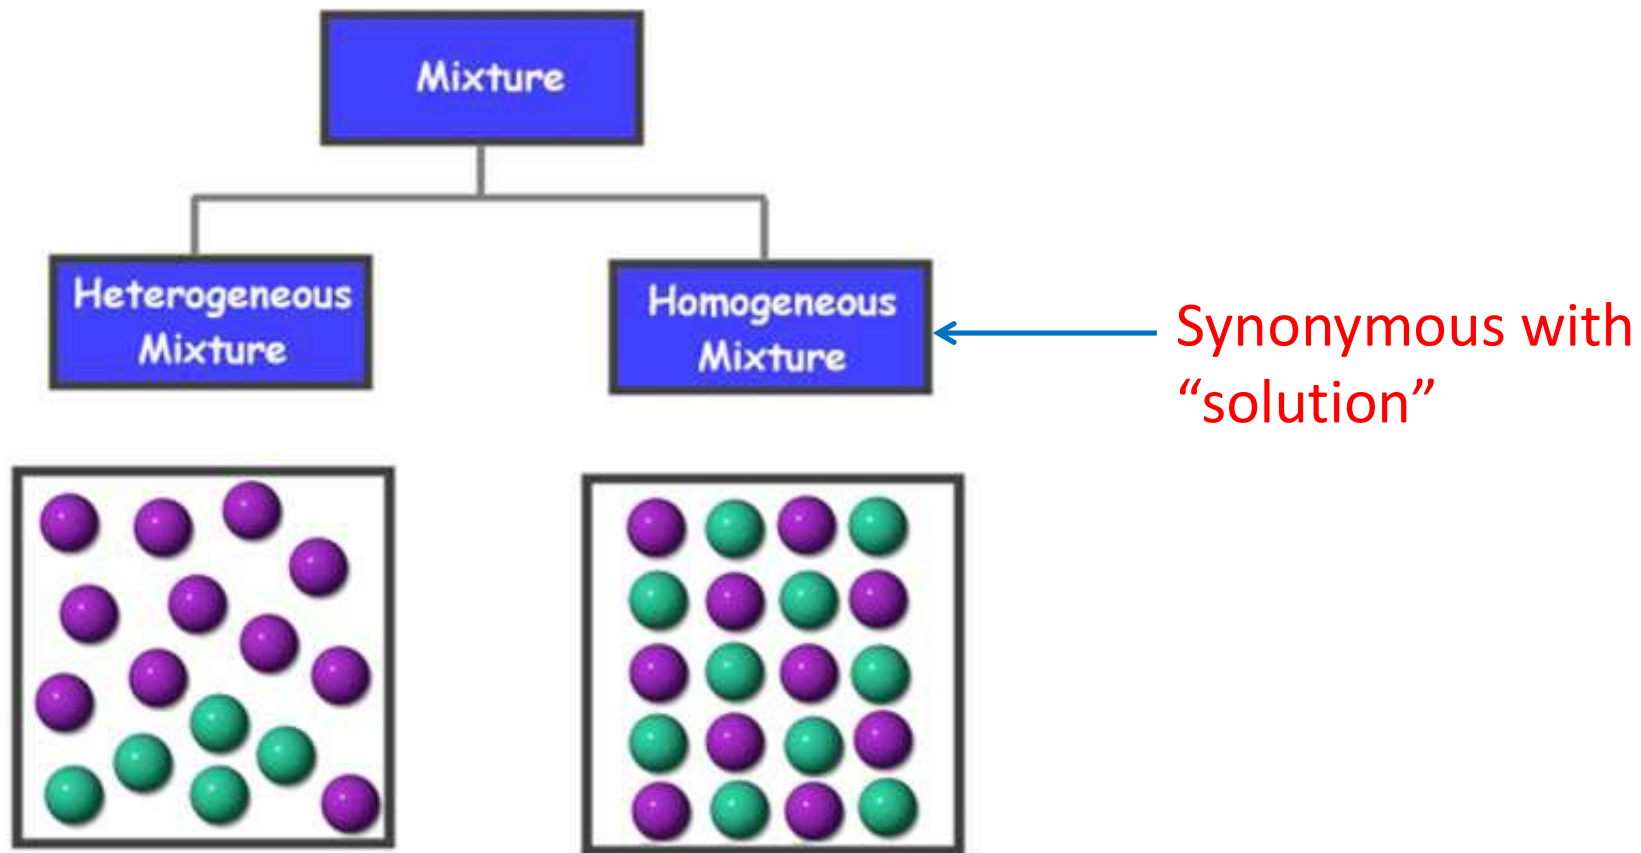 Mixture
Heterogeneous
Mixture
Homogeneous
Mixture
Synonymous with
“solution”